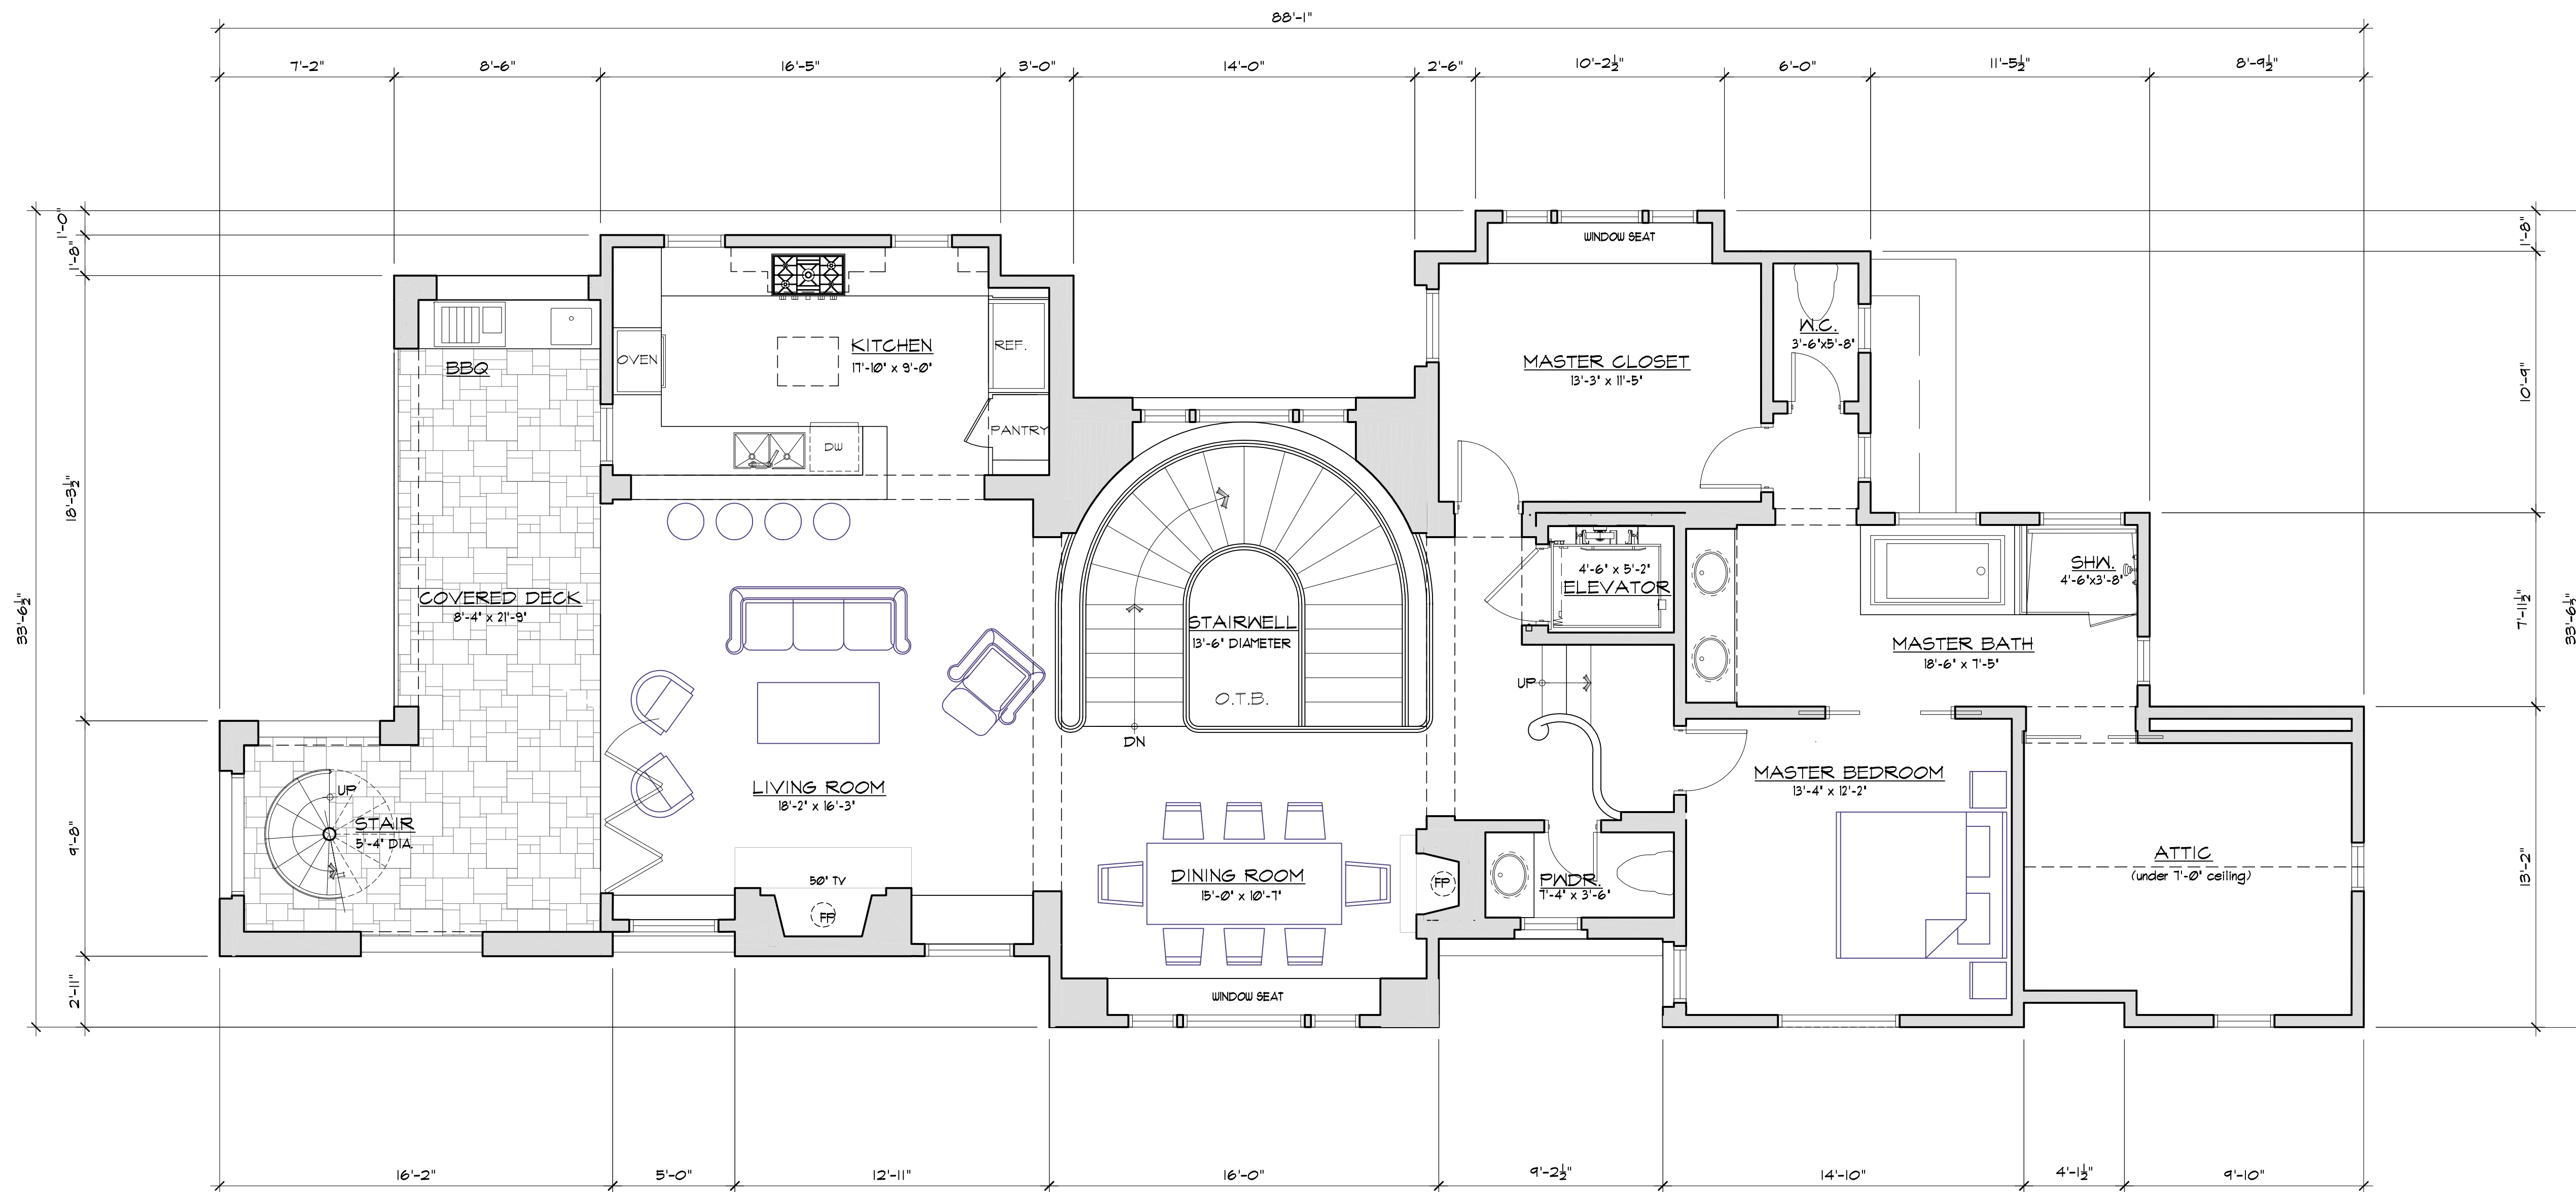 88'-1"
7'-2"
8'-6"
16'-5"
3'-0"
14'-0"
2'-6"
10'-2½"
6'-0"
11'-5½"
8'-9½"
1'-0"
1'-8"
18'-3½"
33'-6½"
9'-8"
2'-11"
1'-8"
10'-9"
7'-11½"
33'-6½"
13'-2"
WINDOW SEAT
KITCHEN
17'-10" x 9'-0"
OVEN
REF.
PANTRY
DW
BBQ
MASTER CLOSET
13'-3" x 11'-5"
W.C.
3'-6"x5'-8"
COVERED DECK
8'-4" x 21'-9"
STAIRWELL
13'-6" DIAMETER
O.T.B.
DN
4'-6" x 5'-2"
ELEVATOR
SHW.
4'-6"x3'-8"
MASTER BATH
18'-6" x 7'-5"
UP
UP
STAIR
5'-4" DIA.
LIVING ROOM
18'-2" x 16'-3"
MASTER BEDROOM
13'-4" x 12'-2"
50" TV
FP
DINING ROOM
15'-0" x 10'-7"
FP
PWDR.
7'-4" x 3'-6"
ATTIC
(under 7'-0" ceiling)
WINDOW SEAT
16'-2"
5'-0"
12'-11"
16'-0"
9'-2½"
14'-10"
4'-1½"
9'-10"